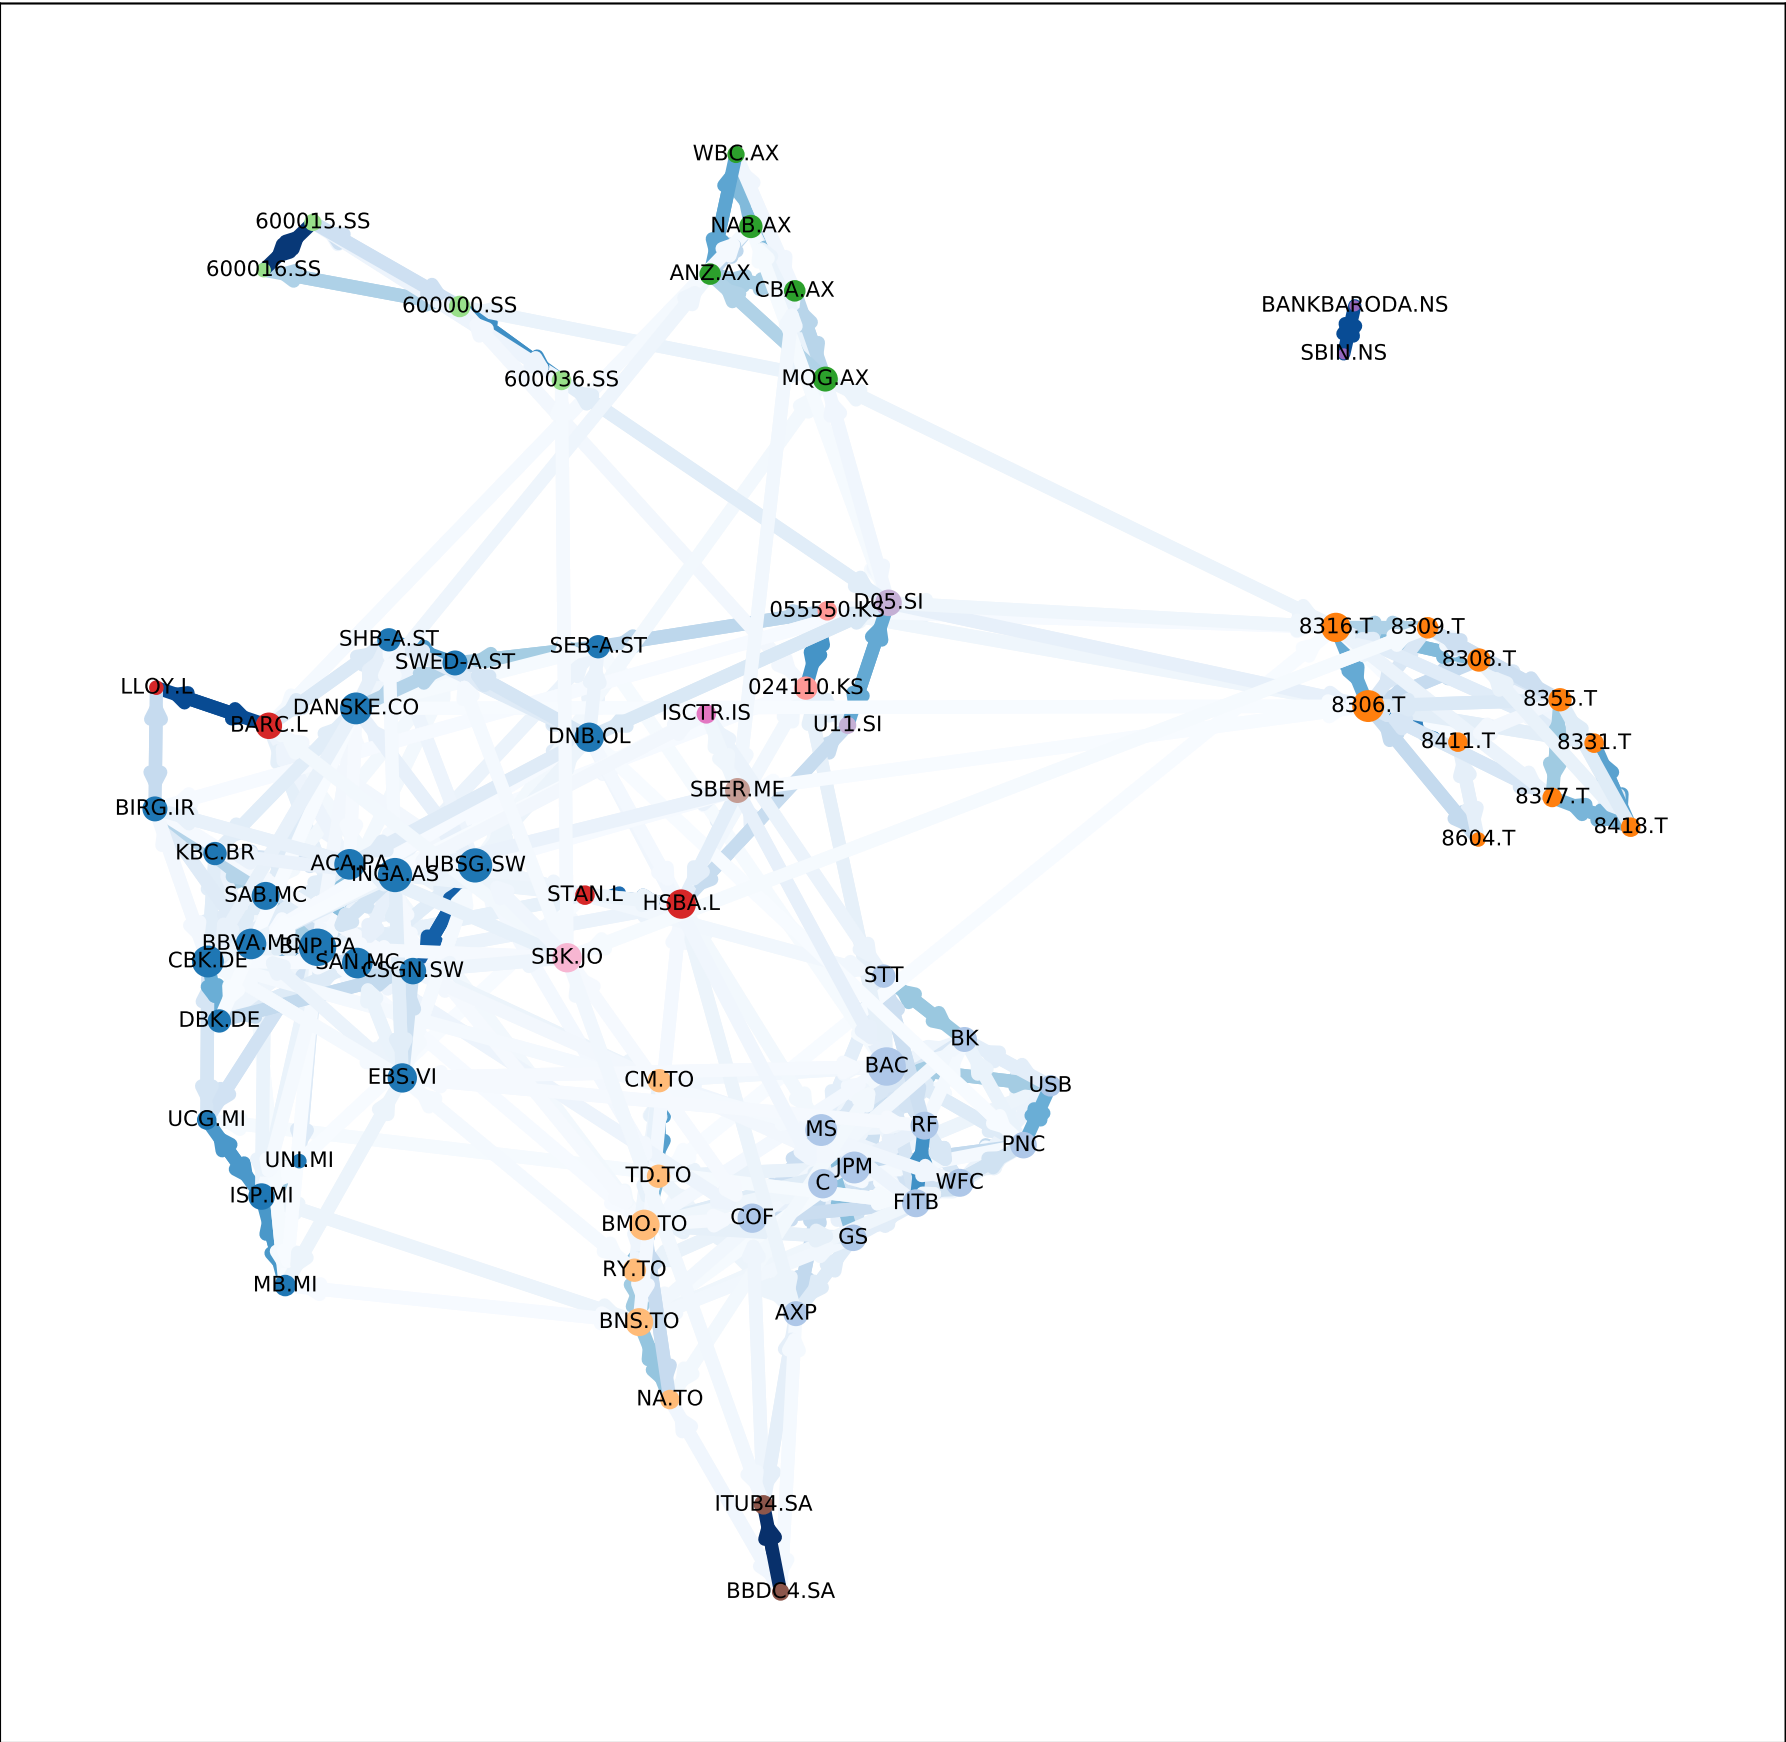 WBC.AX
600015.SS
NAB.AX
600016.SS
ANZ.AX
CBA.AX
600000.SS
BANKBARODA.NS
SBIN.NS
600036.SS
MQG.AX
D05.SI
055550.KS
8316.T
8309.T
SHB-A.ST
SEB-A.ST
SWED-A.ST
8308.T
LLOY.L
024110.KS
8355.T
DANSKE.CO
8306.T
ISCTR.IS
BARC.L
U11.SI
DNB.OL
8411.T
8331.T
SBER.ME
8377.T
BIRG.IR
8418.T
8604.T
KBC.BR
ACA.PA
UBSG.SW
INGA.AS
SAB.MC
STAN.L
HSBA.L
BBVA.MC
BNP.PA
CBK.DE
SAN.MC
CSGN.SW
SBK.JO
STT
DBK.DE
BK
BAC
EBS.VI
CM.TO
USB
UCG.MI
MS
RF
PNC
UNI.MI
JPM
TD.TO
C
WFC
ISP.MI
FITB
COF
BMO.TO
GS
RY.TO
MB.MI
AXP
BNS.TO
NA.TO
ITUB4.SA
BBDC4.SA